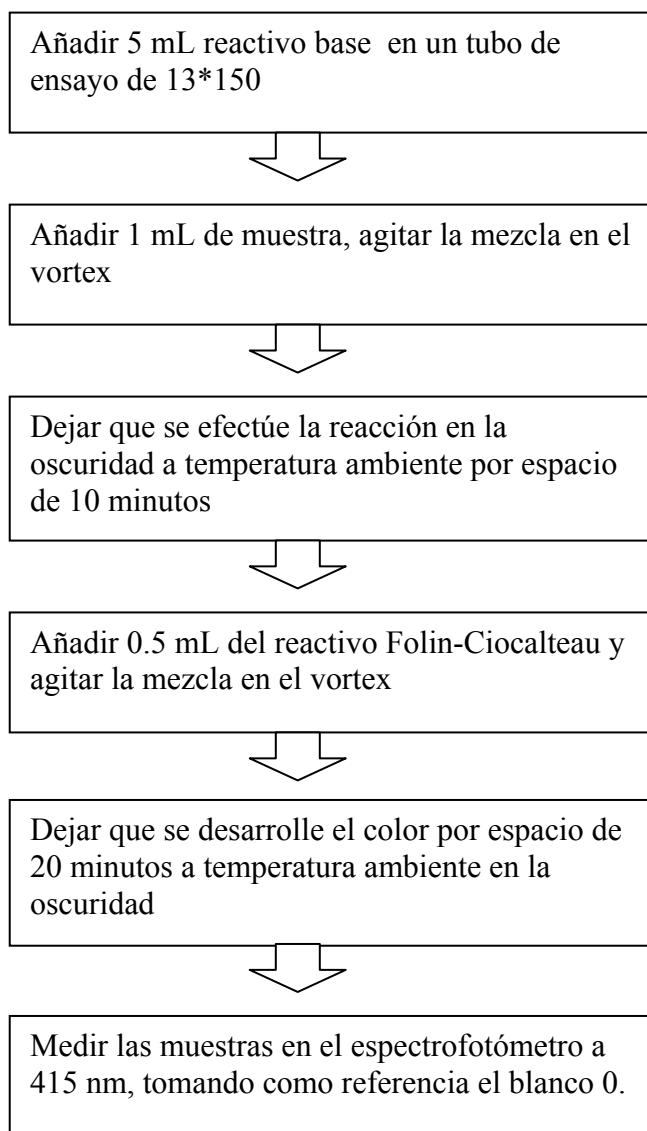 Añadir 5 mL reactivo base en un tubo de
ensayo de 13*150
Añadir 1 mL de muestra, agitar la mezcla en el
vortex
Dejar que se efectúe la reacción en la
oscuridad a temperatura ambiente por espacio
de 10 minutos
Añadir 0.5 mL del reactivo Folin-Ciocalteau y
agitar la mezcla en el vortex
Dejar que se desarrolle el color por espacio de
20 minutos a temperatura ambiente en la
oscuridad
Medir las muestras en el espectrofotómetro a
415 nm, tomando como referencia el blanco 0.